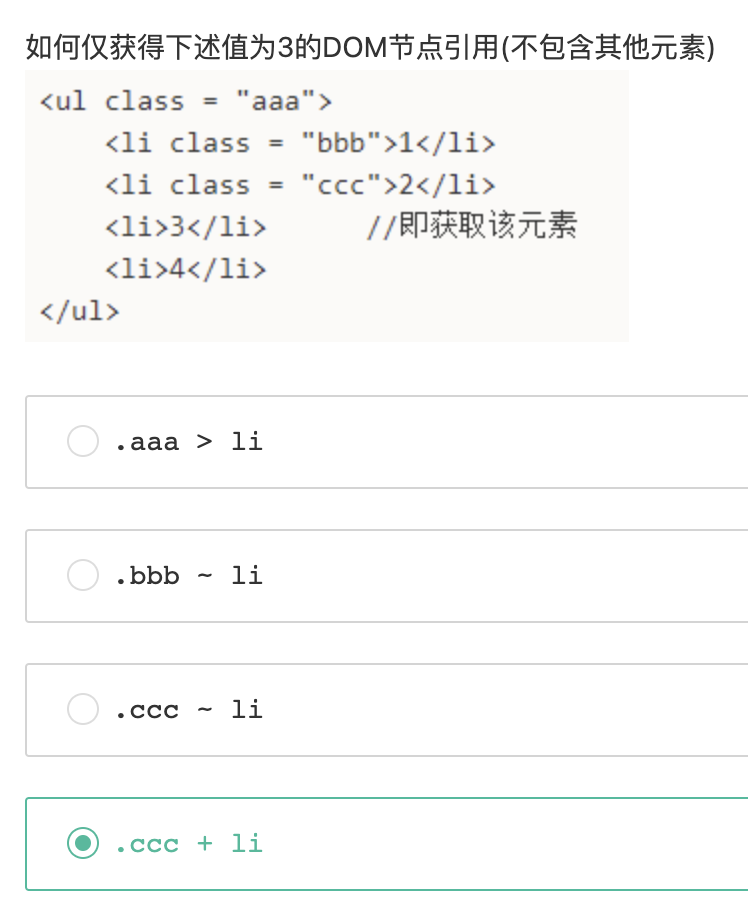 如何仅获得下述值为3的DOM节点引用(不包含其他元素)
<ul class = "aaa">
<li class = "bbb">1</li>
<li class = "ccc">2</li>
<li>3</li> //即获取该元素
<li>4</li>
</ul>
.aaa > li
.bbb ~ li
.ccc ~ li
.ccc + li